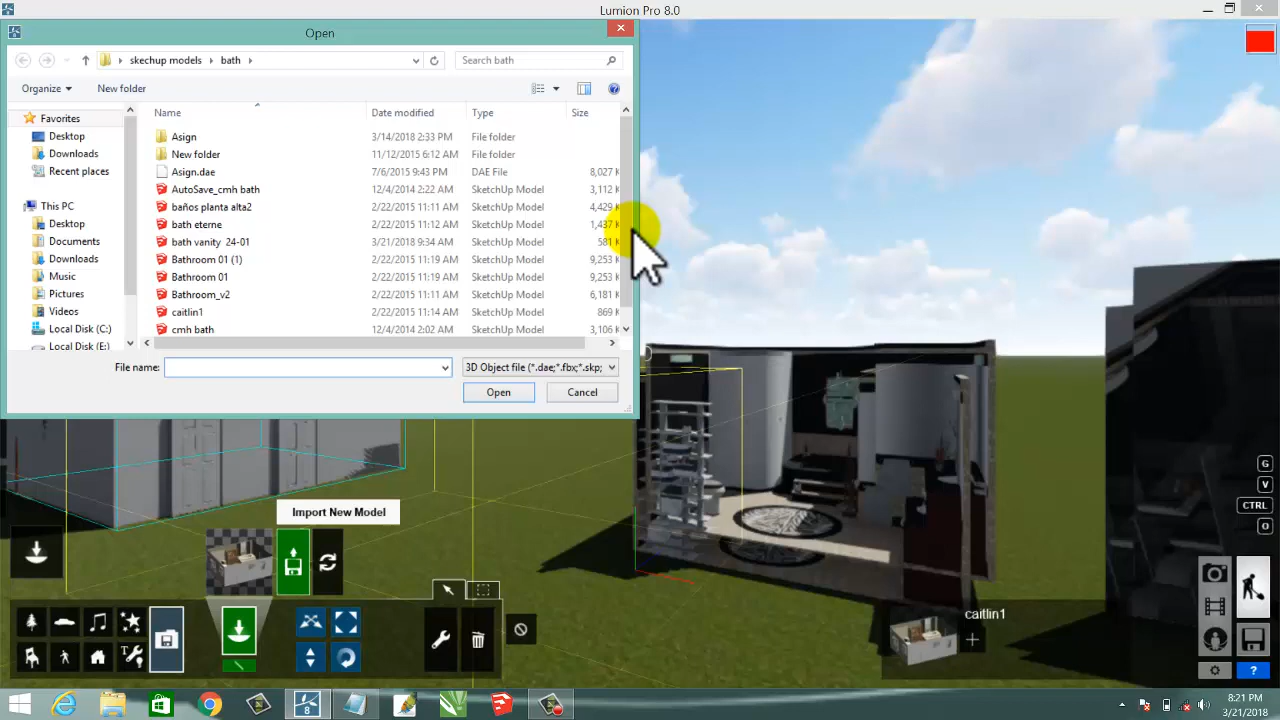 Lumion Pro 8.0
Open
skechup models
bath
Search bath
Organize
New folder
Name
Date modified
Type
Size
Favorites
Desktop
Downloads
Recent places
This PC
Desktop
Documents
Downloads
Music
Pictures
Videos
Local Disk (C:)
Local Disk (E:)
Asign 3/14/2018 2:33 PM File folder
New folder 11/12/2015 6:12 AM File folder
Asign.dae 7/6/2015 9:43 PM DAE File 8,027 K
AutoSave_cmh bath 12/4/2014 2:22 AM SketchUp Model 3,112 K
baños planta alta2 2/22/2015 11:11 AM SketchUp Model 4,429 K
bath eterne 2/22/2015 11:12 AM SketchUp Model 1,437 K
bath vanity 24-01 3/21/2018 9:34 AM SketchUp Model 581 K
Bathroom 01 (1) 2/22/2015 11:19 AM SketchUp Model 9,253 K
Bathroom 01 2/22/2015 11:19 AM SketchUp Model 9,253 K
Bathroom_v2 2/22/2015 11:11 AM SketchUp Model 6,181 K
caitlin1 2/22/2015 11:19 AM SketchUp Model 869 K
cmh bath 12/4/2014 2:02 AM SketchUp Model 3,106 K
File name:
3D Object file (*.dae;*.fbx;*.skp;
Open
Cancel
Import New Model
G
V
CTRL
O
caitlin1
?
8
8:21 PM
3/21/2018